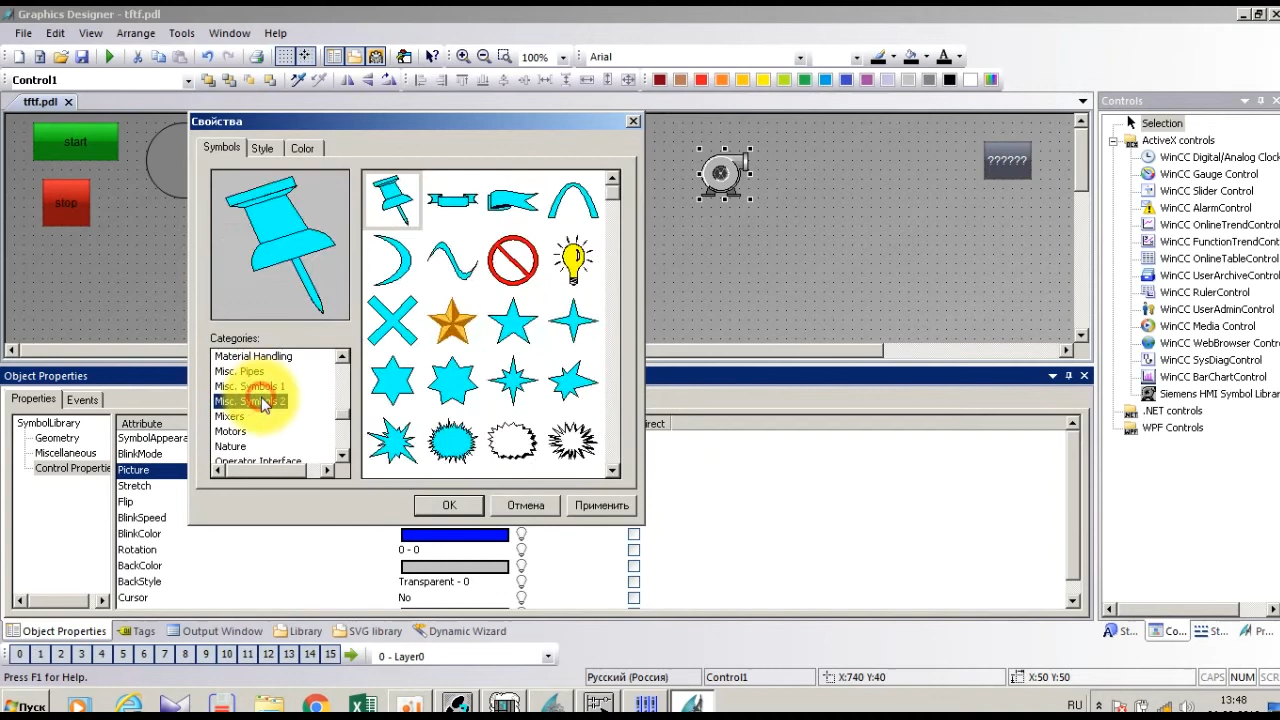 Graphics Designer - tftf.pdl
File Edit View Arrange Tools Window Help
100% Arial
Control1
tftf.pdl
start
stop
??????
Свойства
Symbols Style Color
Categories:
Material Handling
Misc. Pipes
Misc. Symbols 1
Misc. Symbols 2
Mixers
Motors
Nature
Operator Interface
OK Отмена Применить
Controls
Selection
ActiveX controls
WinCC Digital/Analog Clock
WinCC Gauge Control
WinCC Slider Control
WinCC AlarmControl
WinCC OnlineTrendControl
WinCC FunctionTrendCont
WinCC OnlineTableControl
WinCC UserArchiveControl
WinCC RulerControl
WinCC UserAdminControl
WinCC Media Control
WinCC WebBrowser Contro
WinCC SysDiagControl
WinCC BarChartControl
Siemens HMI Symbol Librar
.NET Controls
WPF Controls
Object Properties
Properties Events
SymbolLibrary
Geometry
Miscellaneous
Control Propertie
Attribute
SymbolAppeara
BlinkMode
Picture
Stretch
Flip
BlinkSpeed
BlinkColor
Rotation 0 - 0
BackColor
BackStyle Transparent - 0
Cursor No
Object Properties Tags Output Window Library SVG library Dynamic Wizard
St... Co... St... Pr...
0 1 2 3 4 5 6 7 8 9 10 11 12 13 14 15 0 - Layer0
Press F1 for Help. Русский (Россия) Control1 X:740 Y:40 X:50 Y:50 CAPS NUM SCR
Пуск RU 13:48